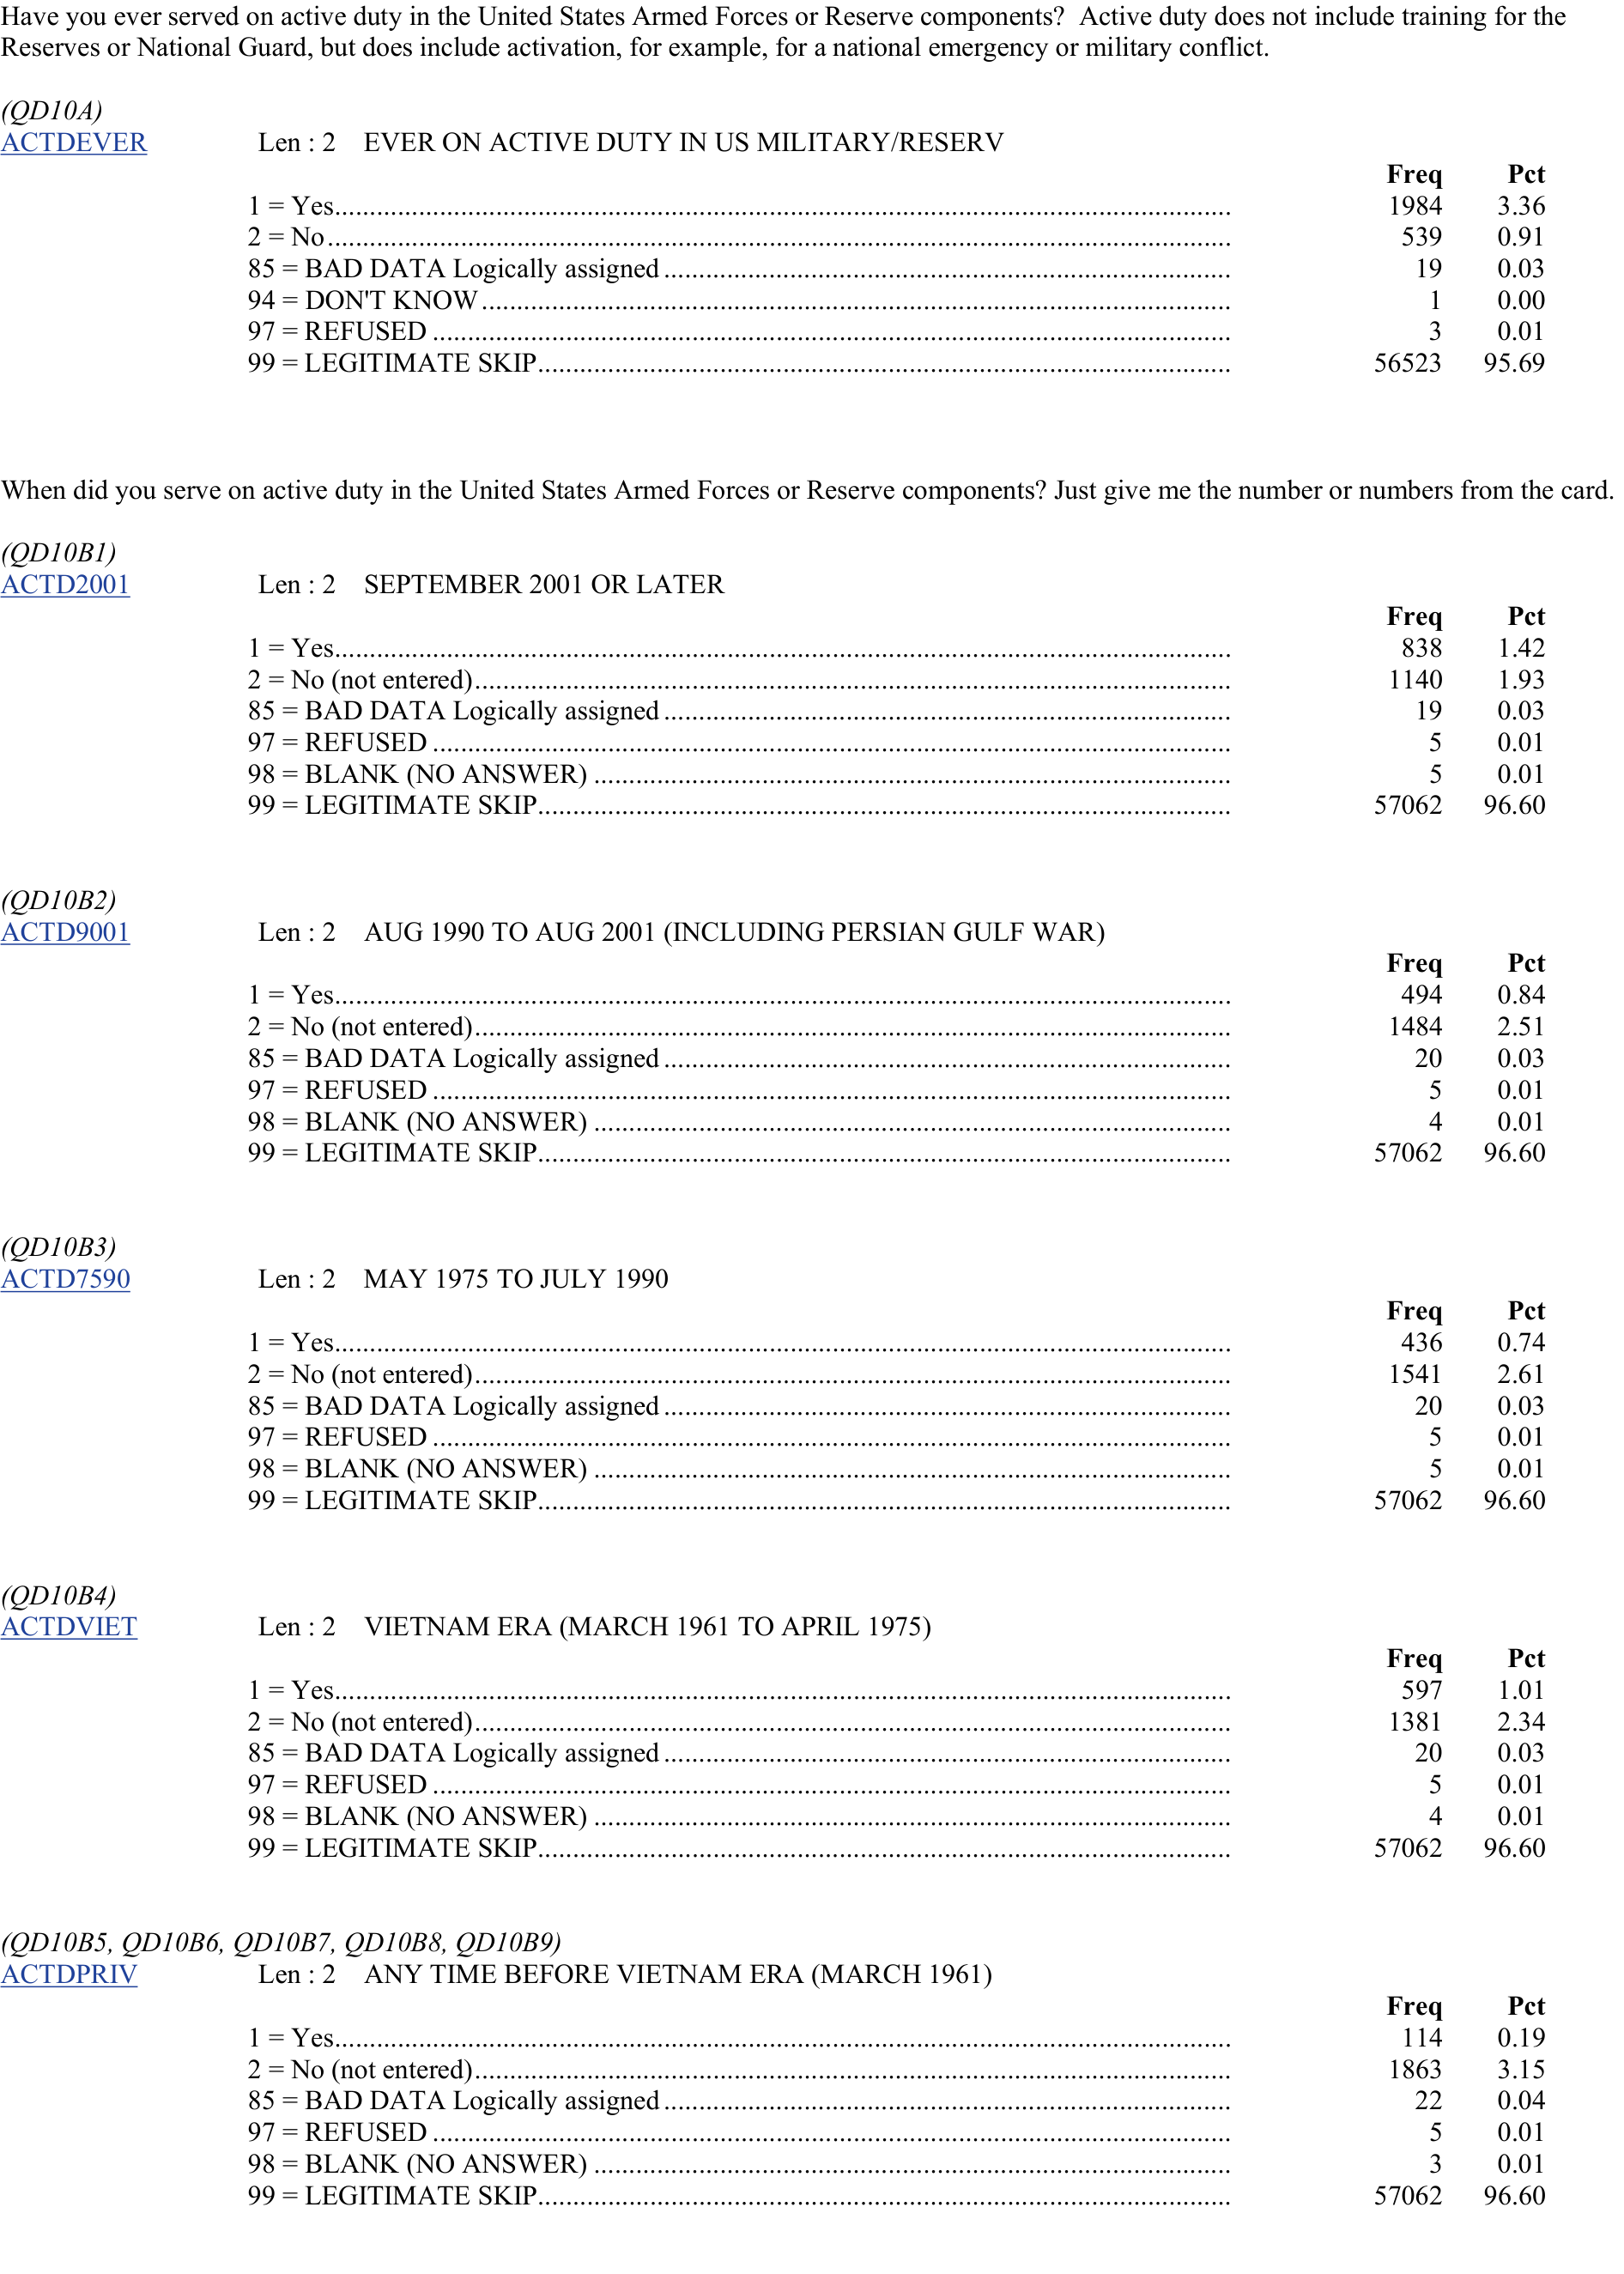 Have you ever served on active duty in the United States Armed Forces or Reserve components?  Active duty does not include training for the
Reserves or National Guard, but does include activation, for example, for a national emergency or military conflict.
(QD10A)
ACTDEVER Len : 2 EVER ON ACTIVE DUTY IN US MILITARY/RESERV
Freq Pct
1 = Yes 1984 3.36
2 = No 539 0.91
85 = BAD DATA Logically assigned 19 0.03
94 = DON'T KNOW 1 0.00
97 = REFUSED 3 0.01
99 = LEGITIMATE SKIP 56523 95.69
When did you serve on active duty in the United States Armed Forces or Reserve components? Just give me the number or numbers from the card.
(QD10B1)
ACTD2001 Len : 2 SEPTEMBER 2001 OR LATER
Freq Pct
1 = Yes 838 1.42
2 = No (not entered) 1140 1.93
85 = BAD DATA Logically assigned 19 0.03
97 = REFUSED 5 0.01
98 = BLANK (NO ANSWER) 5 0.01
99 = LEGITIMATE SKIP 57062 96.60
(QD10B2)
ACTD9001 Len : 2 AUG 1990 TO AUG 2001 (INCLUDING PERSIAN GULF WAR)
Freq Pct
1 = Yes 494 0.84
2 = No (not entered) 1484 2.51
85 = BAD DATA Logically assigned 20 0.03
97 = REFUSED 5 0.01
98 = BLANK (NO ANSWER) 4 0.01
99 = LEGITIMATE SKIP 57062 96.60
(QD10B3)
ACTD7590 Len : 2 MAY 1975 TO JULY 1990
Freq Pct
1 = Yes 436 0.74
2 = No (not entered) 1541 2.61
85 = BAD DATA Logically assigned 20 0.03
97 = REFUSED 5 0.01
98 = BLANK (NO ANSWER) 5 0.01
99 = LEGITIMATE SKIP 57062 96.60
(QD10B4)
ACTDVIET Len : 2 VIETNAM ERA (MARCH 1961 TO APRIL 1975)
Freq Pct
1 = Yes 597 1.01
2 = No (not entered) 1381 2.34
85 = BAD DATA Logically assigned 20 0.03
97 = REFUSED 5 0.01
98 = BLANK (NO ANSWER) 4 0.01
99 = LEGITIMATE SKIP 57062 96.60
(QD10B5, QD10B6, QD10B7, QD10B8, QD10B9)
ACTDPRIV Len : 2 ANY TIME BEFORE VIETNAM ERA (MARCH 1961)
Freq Pct
1 = Yes 114 0.19
2 = No (not entered) 1863 3.15
85 = BAD DATA Logically assigned 22 0.04
97 = REFUSED 5 0.01
98 = BLANK (NO ANSWER) 3 0.01
99 = LEGITIMATE SKIP 57062 96.60